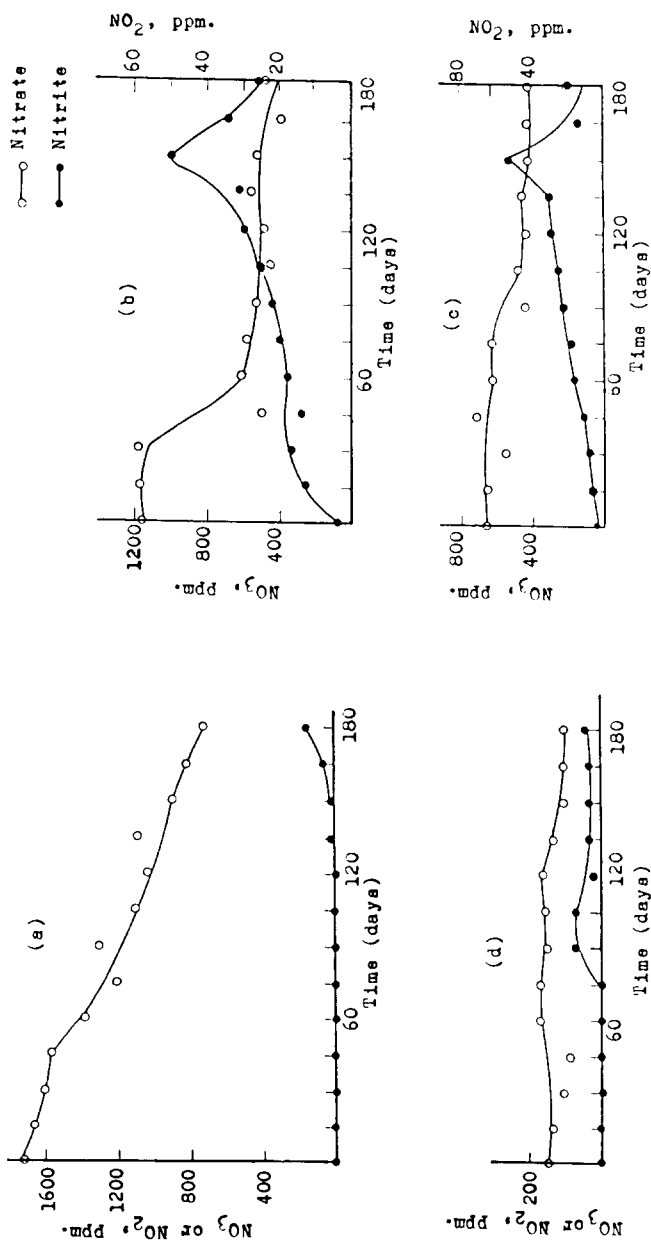 Nitrate
Nitrite
(a)
NO3 or NO2, ppm.
1600
1200
800
400
60
120
180
Time (days)
(b)
NO3, ppm.
1200
800
400
60
120
180
Time (days)
60
40
20
NO2, ppm.
(c)
NO3, ppm.
800
400
60
120
180
Time (days)
80
40
NO2, ppm.
(d)
NO3 or NO2, ppm.
200
60
120
180
Time (days)